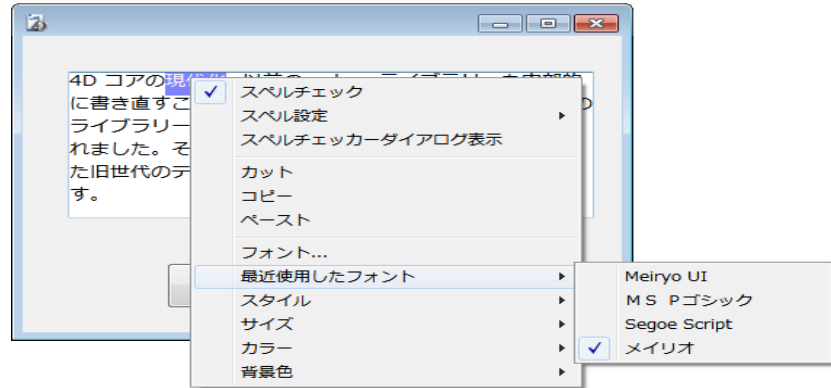 4D コアの現代
に書き直すこ
ライブラリー
れました。そ
た旧世代のテ
す。
スペルチェック
スペル設定
スペルチェッカーダイアログ表示
カット
コピー
ペースト
フォント...
最近使用したフォント
スタイル
サイズ
カラー
背景色
Meiryo UI
ＭＳ Ｐゴシック
Segoe Script
メイリオ